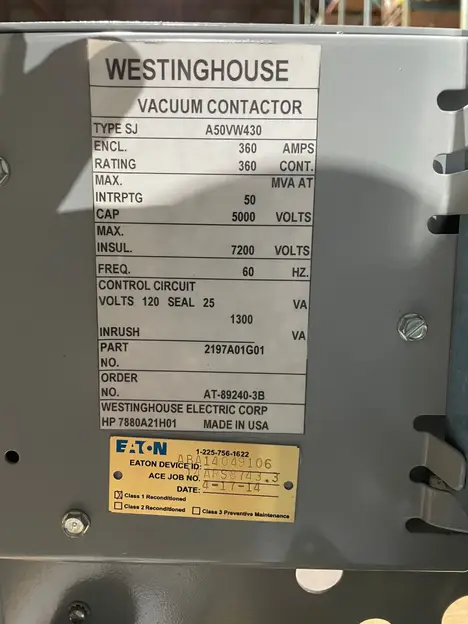 WESTINGHOUSE
VACUUM CONTACTOR
TYPE SJ A50VW430
ENCL. 360 AMPS
RATING 360 CONT.
MAX. MVA AT
INTRPTG 50
CAP 5000 VOLTS
MAX.
INSUL. 7200 VOLTS
FREQ. 60 HZ.
CONTROL CIRCUIT
VOLTS 120 SEAL 25 VA
1300
INRUSH VA
PART 2197A01G01
NO.
ORDER
NO. AT-89240-3B
WESTINGHOUSE ELECTRIC CORP
HP 7880A21H01 MADE IN USA
EATON 1-225-756-1622
EATON DEVICE ID: ABA14049106
ACE JOB NO. ARS6743.3
DATE: 4-17-14
Class 1 Reconditioned
Class 2 Reconditioned Class 3 Preventive Maintenance